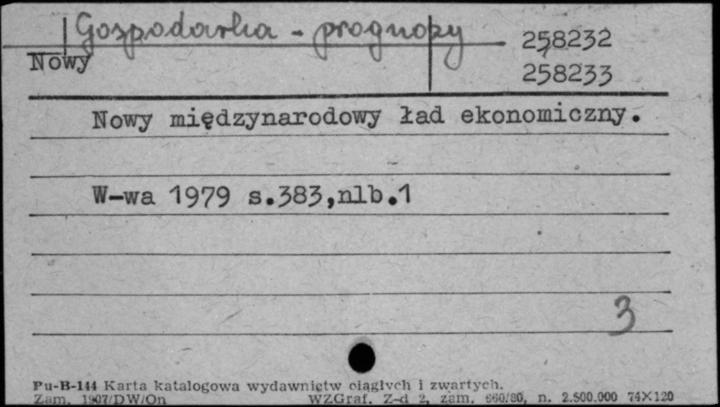 Gospodarka - prognozy
258232
Nowy
258233
Nowy międzynarodowy ład ekonomiczny.
W-wa 1979 s.383,nlb.1
3
Pu-B-144 Karta katalogowa wydawnictw ciągłych i zwartych.
Zam. 1907/DW/On WZGraf. Z-d 2, zam. 660/80, n. 2.500.000 74X120